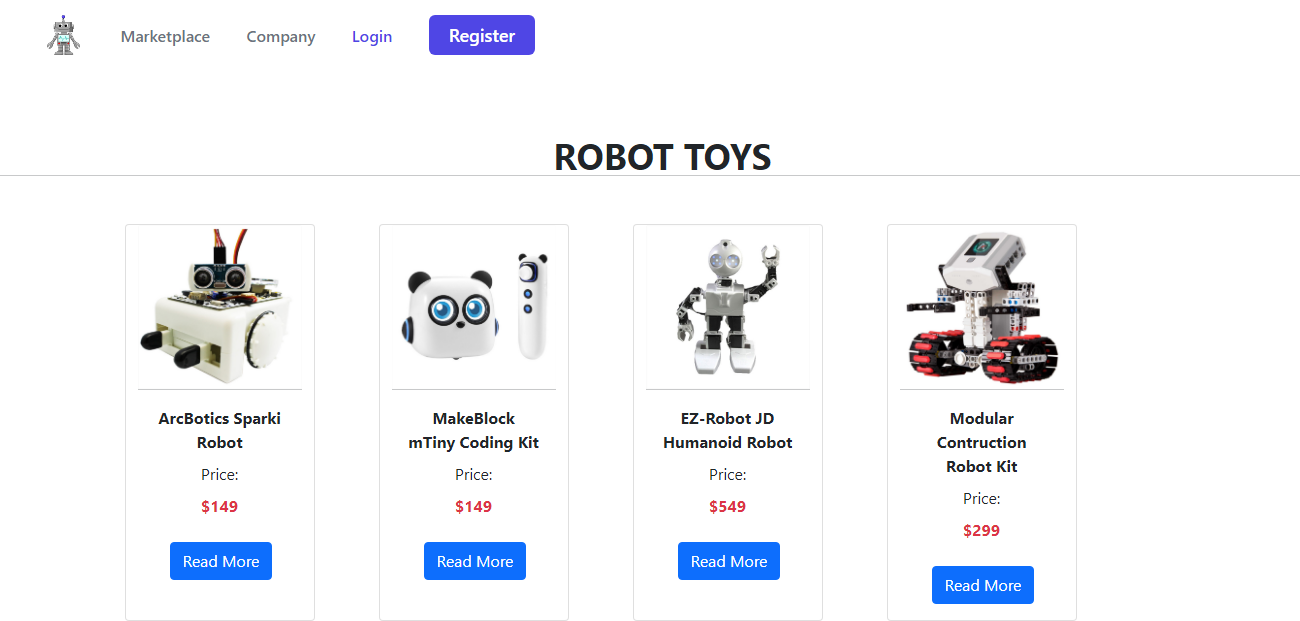 Marketplace Company Login Register
ROBOT TOYS
ArcBotics Sparki
Robot
Price:
$149
Read More
MakeBlock
mTiny Coding Kit
Price:
$149
Read More
EZ-Robot JD
Humanoid Robot
Price:
$549
Read More
Modular
Contruction
Robot Kit
Price:
$299
Read More